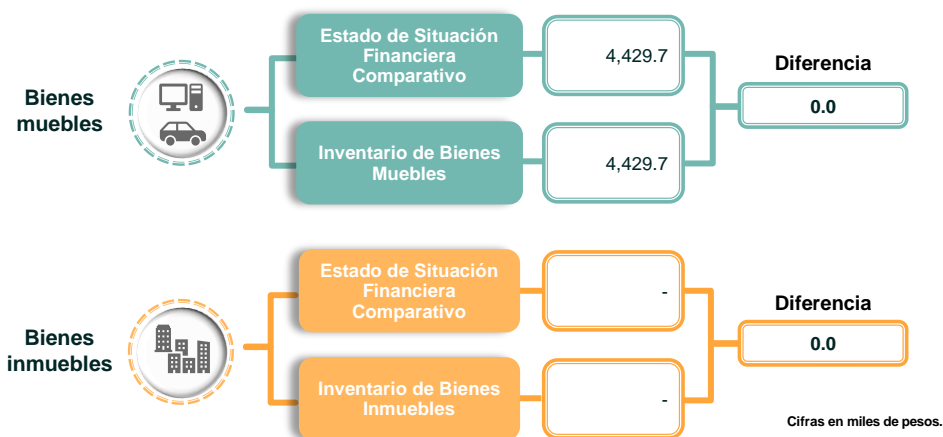 Bienes
muebles
Estado de Situación
Financiera
Comparativo
4,429.7
Inventario de Bienes
Muebles
4,429.7
Diferencia
0.0
Bienes
inmuebles
Estado de Situación
Financiera
Comparativo
-
Inventario de Bienes
Inmuebles
-
Diferencia
0.0
Cifras en miles de pesos.